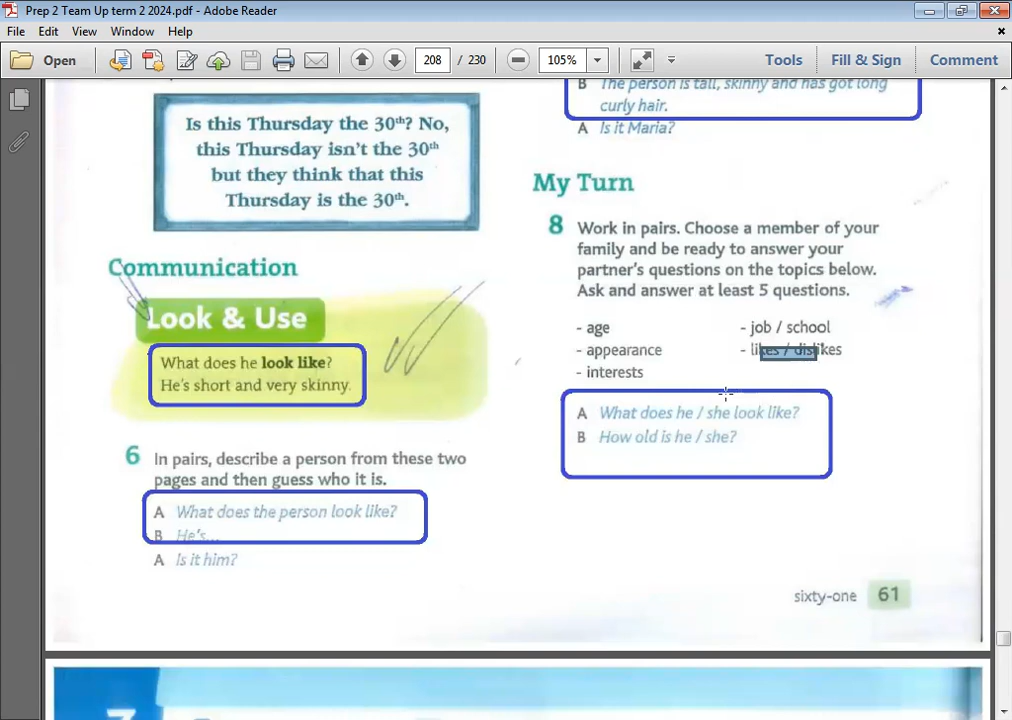 Prep 2 Team Up term 2 2024.pdf - Adobe Reader
File Edit View Window Help
Open 208 / 230 105% Tools Fill & Sign Comment
Is this Thursday the 30th? No,
this Thursday isn't the 30th
but they think that this
Thursday is the 30th.
Communication
Look & Use
What does he look like?
He's short and very skinny.
6 In pairs, describe a person from these two
pages and then guess who it is.
A What does the person look like?
B He's...
A Is it him?
B The person is tall, skinny and has got long
curly hair.
A Is it Maria?
My Turn
8 Work in pairs. Choose a member of your
family and be ready to answer your
partner's questions on the topics below.
Ask and answer at least 5 questions.
- age - job / school
- appearance - likes / dislikes
- interests
A What does he / she look like?
B How old is he / she?
sixty-one 61